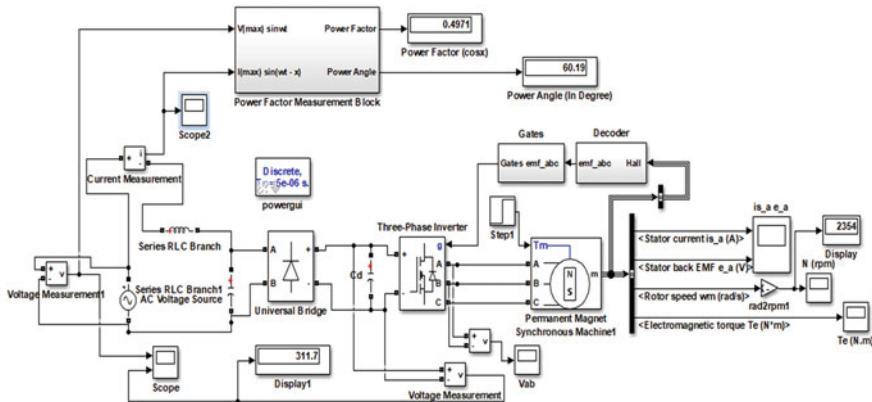 V(max) sinwt
Power Factor
0.4971
Power Factor (cosx)
I(max) sin(wt - x)
Power Angle
60.19
Power Angle (In Degree)
Power Factor Measurement Block
Scope2
Gates
Decoder
Gates emf_abc
emf_abc
Hall
+
-
i
Current Measurement
Discrete,
5e-06 s.
powergui
Series RLC Branch
Three-Phase Inverter
Step1
is_a e_a
2354
Display
N (rpm)
<Stator current is_a (A)>
<Stator back EMF e_a (V)>
<Rotor speed wm (rad/s)>
rad2rpm1
<Electromagnetic torque Te (N*m)>
Te (N.m)
g
Tm
A
B
C
A
B
C
N
S
m
A
B
+
-
Cd
+
-
Universal Bridge
Permanent Magnet
Synchronous Machine1
+
-
v
Voltage Measurement1
Series RLC Branch1
AC Voltage Source
Scope
311.7
Display1
+
-
v
Vab
+
-
v
Voltage Measurement